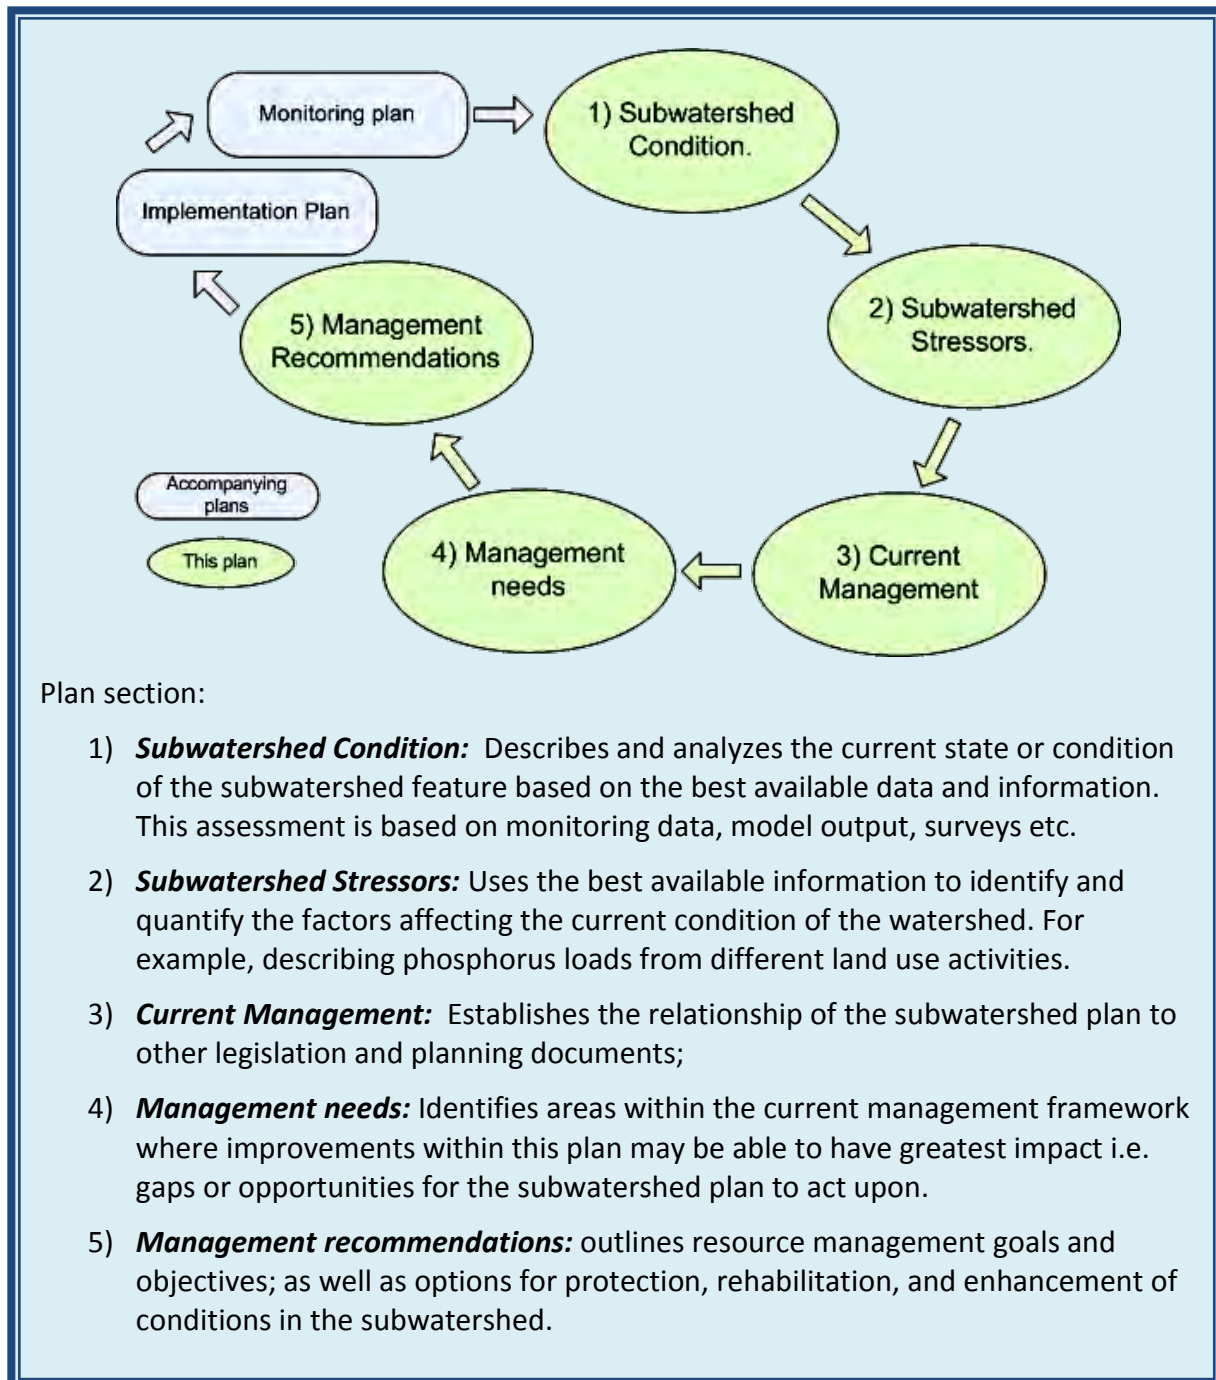 Monitoring plan
1) Subwatershed
Condition.
Implementation Plan
2) Subwatershed
Stressors.
5) Management
Recommendations
Accompanying
plans
This plan
4) Management
needs
3) Current
Management
Plan section:
1) Subwatershed Condition: Describes and analyzes the current state or condition
of the subwatershed feature based on the best available data and information.
This assessment is based on monitoring data, model output, surveys etc.
2) Subwatershed Stressors: Uses the best available information to identify and
quantify the factors affecting the current condition of the watershed. For
example, describing phosphorus loads from different land use activities.
3) Current Management: Establishes the relationship of the subwatershed plan to
other legislation and planning documents;
4) Management needs: Identifies areas within the current management framework
where improvements within this plan may be able to have greatest impact i.e.
gaps or opportunities for the subwatershed plan to act upon.
5) Management recommendations: outlines resource management goals and
objectives; as well as options for protection, rehabilitation, and enhancement of
conditions in the subwatershed.